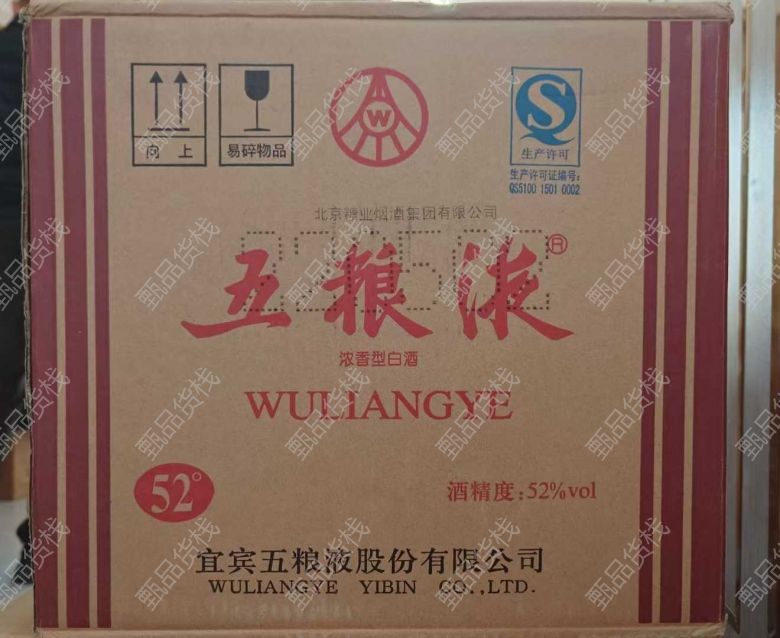 向 上
易碎物品
W
QS
生产许可
生产许可证编号:
QS5100 1501 0002
北京糖业烟酒集团有限公司
五粮液®
浓香型白酒
WULIANGYE
52°
酒精度:52%vol
宜宾五粮液股份有限公司
WULIANGYE YIBIN CO.,LTD.
甄品货栈